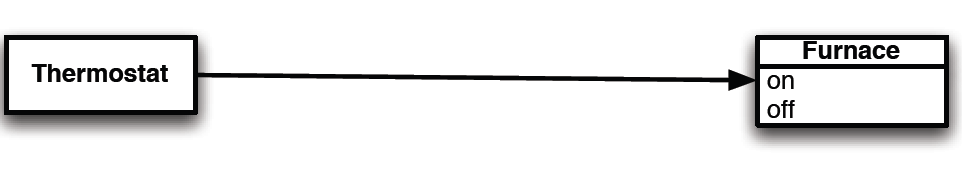 Thermostat
Furnace
on
off